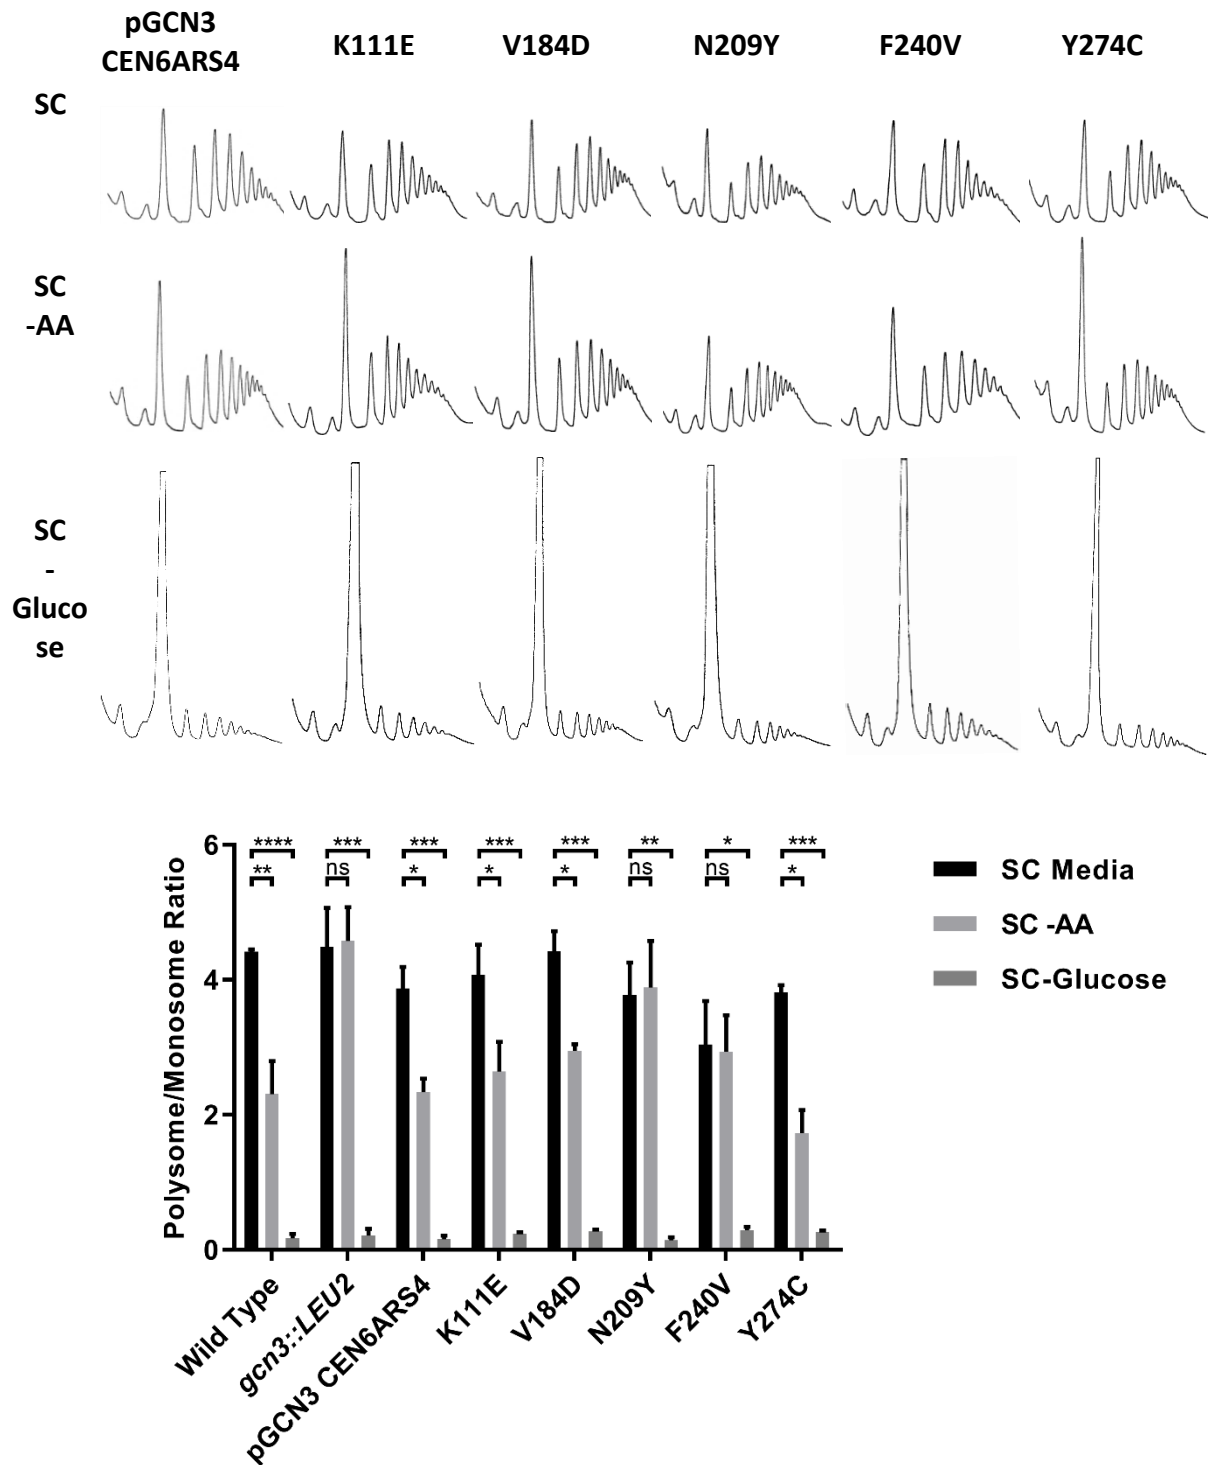 pGCN3
CEN6ARS4
K111E
V184D
N209Y
F240V
Y274C
SC
SC
-AA
SC
-
Gluco
se
6
4
2
0
Polysome/Monosome Ratio
****
**
***
ns
***
*
***
*
***
*
**
ns
*
ns
***
*
SC Media
SC -AA
SC-Glucose
Wild Type
gcn3::LEU2
pGCN3 CEN6ARS4
K111E
V184D
N209Y
F240V
Y274C